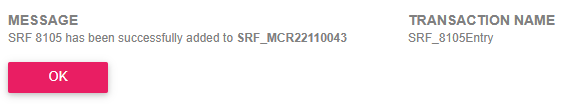 MESSAGE
SRF 8105 has been successfully added to SRF_MCR22110043
TRANSACTION NAME
SRF_8105Entry
OK